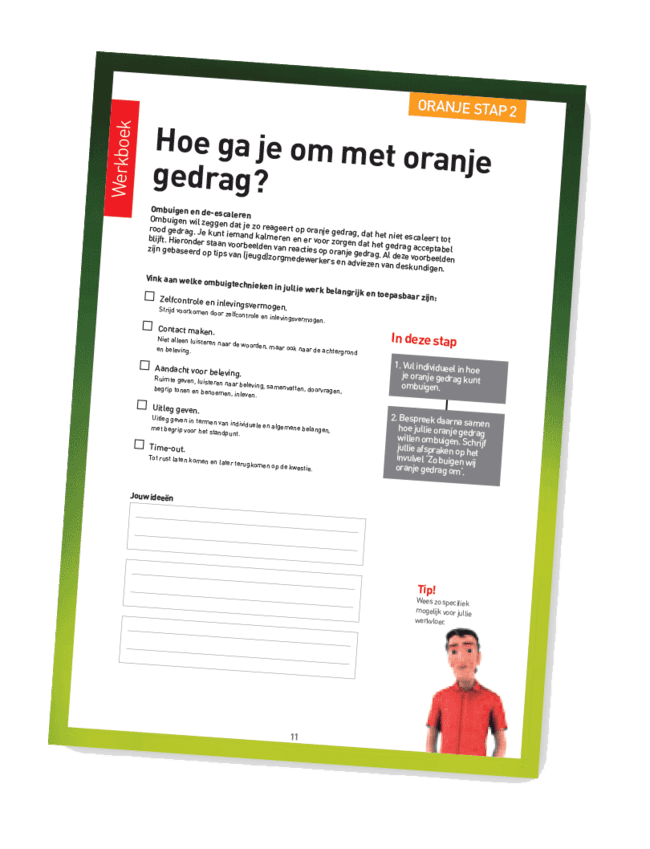 ORANJE STAP 2
Werkboek
Hoe ga je om met oranje
gedrag?
Ombuigen en de-escaleren
Ombuigen wil zeggen dat je zo reageert op oranje gedrag, dat het niet escaleert tot
rood gedrag. Je kunt iemand kalmeren en er voor zorgen dat het gedrag acceptabel
blijft. Hieronder staan voorbeelden van reacties op oranje gedrag. Al deze voorbeelden
zijn gebaseerd op tips van (jeugd)zorgmedewerkers en adviezen van deskundigen.
Vink aan welke ombuigtechnieken in jullie werk belangrijk en toepasbaar zijn:
Zelfcontrole en inlevingsvermogen.
Strijd voorkomen door zelfcontrole en inlevingsvermogen.
Contact maken.
Niet alleen luisteren naar de woorden, maar ook naar de achtergrond
en beleving.
Aandacht voor beleving.
Ruimte geven, luisteren naar beleving, samenvatten, doorvragen,
begrip tonen en benoemen, inleven.
Uitleg geven.
Uitleg geven in termen van individuele en algemene belangen,
met begrip voor het standpunt.
Time-out.
Tot rust laten komen en later terugkomen op de kwestie.
In deze stap
1. Vul individueel in hoe
je oranje gedrag kunt
ombuigen.
2. Bespreek daarna samen
hoe jullie oranje gedrag
willen ombuigen. Schrijf
jullie afspraken op het
invulvel 'Zo buigen wij
oranje gedrag om'.
Jouw ideeën
Tip!
Wees zo specifiek
mogelijk voor jullie
werkvloer.
11